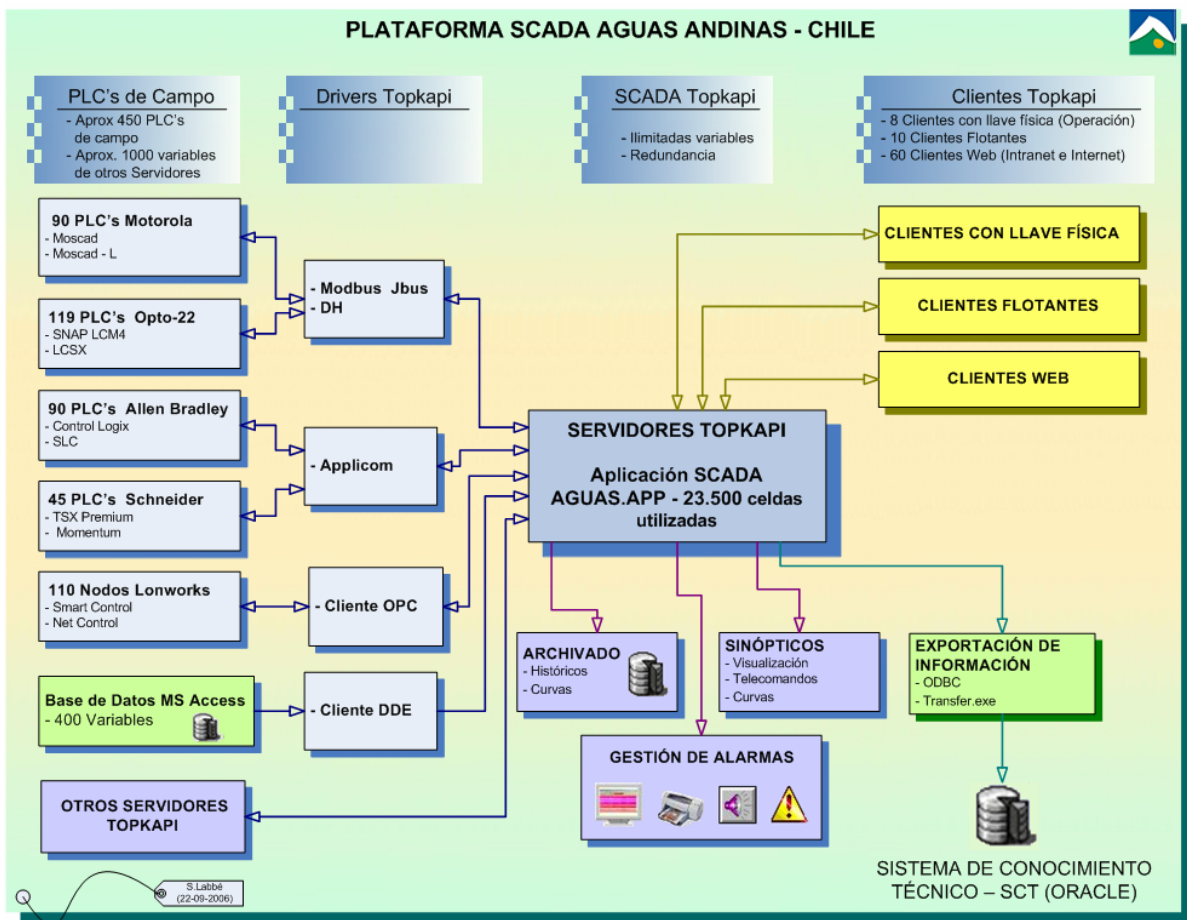 PLATAFORMA SCADA AGUAS ANDINAS - CHILE
PLC's de Campo
- Aprox 450 PLC's
de campo
- Aprox. 1000 variables
de otros Servidores
Drivers Topkapi
SCADA Topkapi
- Ilimitadas variables
- Redundancia
Clientes Topkapi
- 8 Clientes con llave física (Operación)
- 10 Clientes Flotantes
- 60 Clientes Web (Intranet e Internet)
90 PLC's Motorola
- Moscad
- Moscad - L
119 PLC's Opto-22
- SNAP LCM4
- LCSX
90 PLC's Allen Bradley
- Control Logix
- SLC
45 PLC's Schneider
- TSX Premium
- Momentum
110 Nodos Lonworks
- Smart Control
- Net Control
Base de Datos MS Access
- 400 Variables
OTROS SERVIDORES
TOPKAPI
- Modbus Jbus
- DH
- Applicom
- Cliente OPC
- Cliente DDE
CLIENTES CON LLAVE FÍSICA
CLIENTES FLOTANTES
CLIENTES WEB
SERVIDORES TOPKAPI
Aplicación SCADA
AGUAS.APP - 23.500 celdas
utilizadas
ARCHIVADO
- Históricos
- Curvas
SINÓPTICOS
- Visualización
- Telecomandos
- Curvas
EXPORTACIÓN DE
INFORMACIÓN
- ODBC
- Transfer.exe
GESTIÓN DE ALARMAS
SISTEMA DE CONOCIMIENTO
TÉCNICO – SCT (ORACLE)
S.Labbé
(22-09-2006)